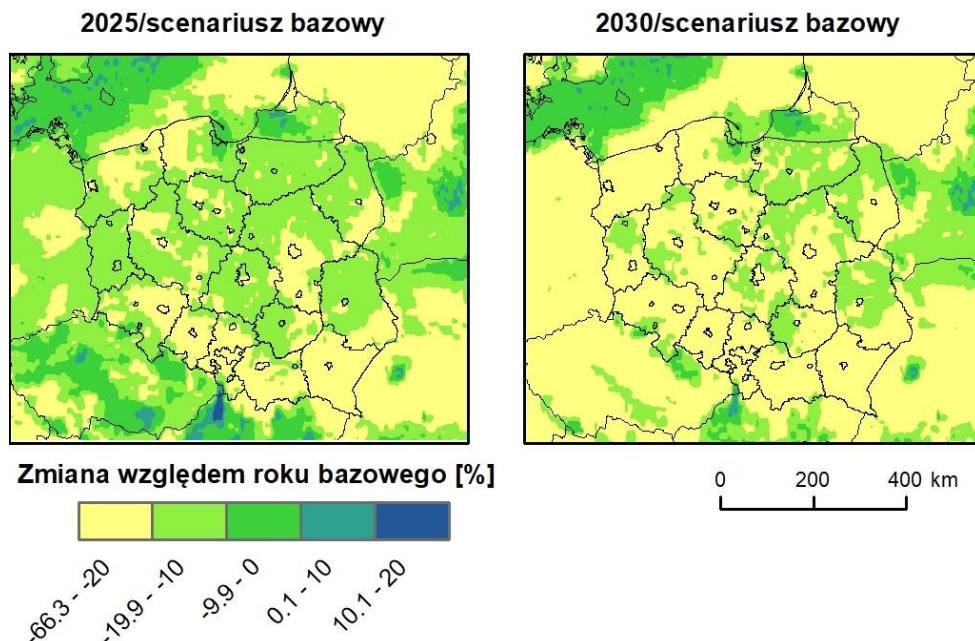 2025/scenariusz bazowy
2030/scenariusz bazowy
Zmiana względem roku bazowego [%]
-66.3 - -20
-19.9 - -10
-9.9 - 0
0.1 - 10
10.1 - 20
0 200 400 km